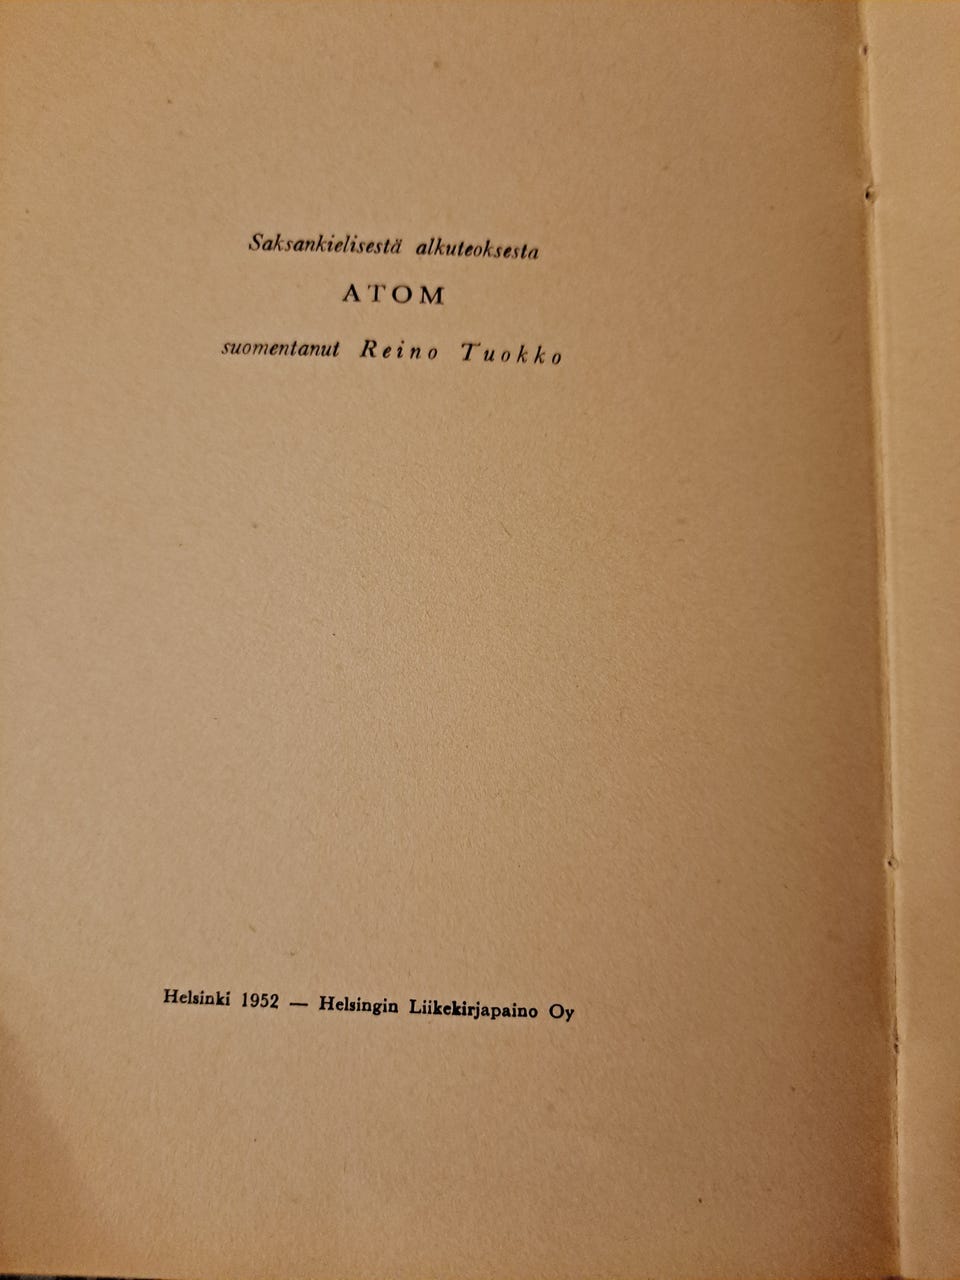 Saksankielisestä alkuteoksesta
ATOM
suomentanut Reino Tuokko
Helsinki 1952 — Helsingin Liikekirjapaino Oy